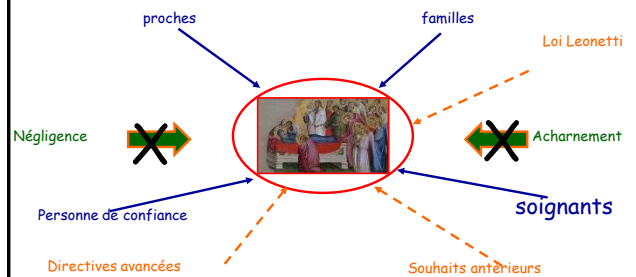 proches
familles
Loi Leonetti
Négligence
Acharnement
Personne de confiance
soignants
Directives avancées
Souhaits antérieurs